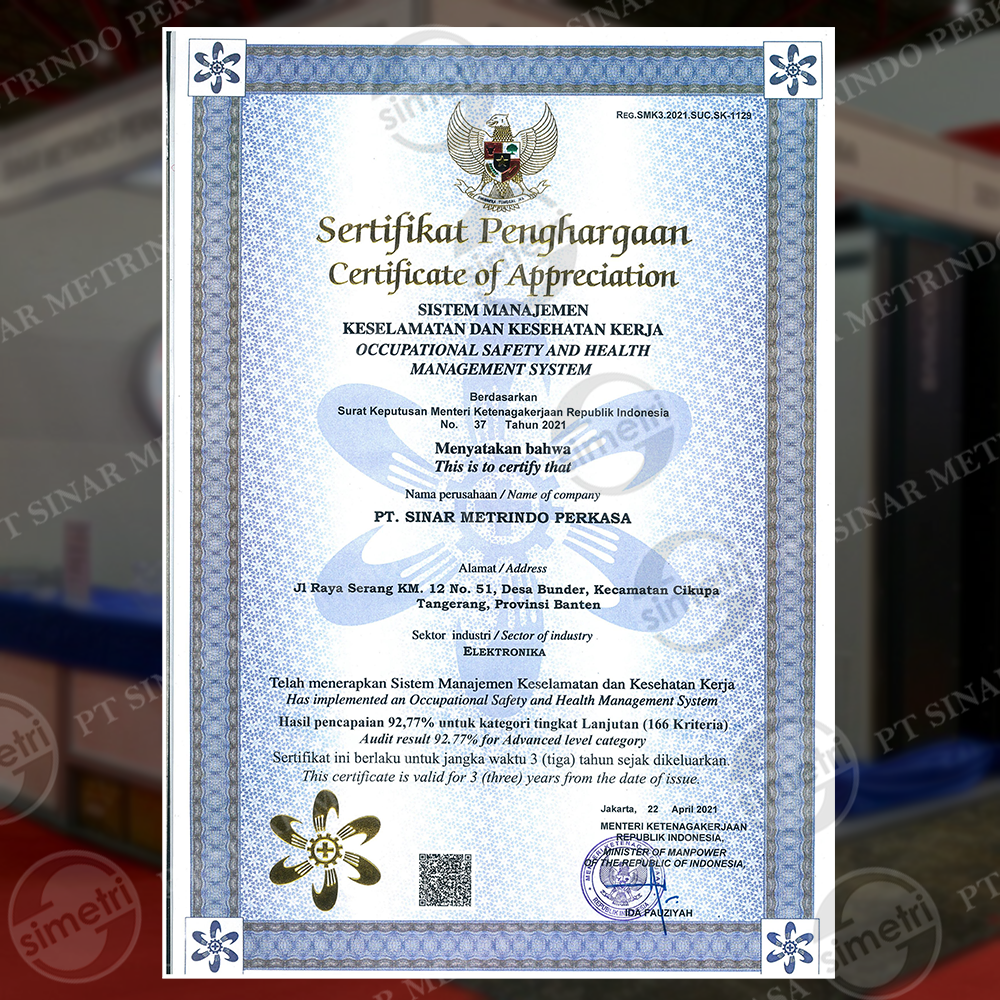 REG.SMK3.2021.SUC.SK-1129
Sertifikat Penghargaan
Certificate of Appreciation
SISTEM MANAJEMEN
KESELAMATAN DAN KESEHATAN KERJA
OCCUPATIONAL SAFETY AND HEALTH
MANAGEMENT SYSTEM
Berdasarkan
Surat Keputusan Menteri Ketenagakerjaan Republik Indonesia
No. 37 Tahun 2021
Menyatakan bahwa
This is to certify that
Nama perusahaan / Name of company
PT. SINAR METRINDO PERKASA
Alamat / Address
Jl Raya Serang KM. 12 No. 51, Desa Bunder, Kecamatan Cikupa
Tangerang, Provinsi Banten
Sektor industri / Sector of industry
ELEKTRONIKA
Telah menerapkan Sistem Manajemen Keselamatan dan Kesehatan Kerja
Has implemented an Occupational Safety and Health Management System
Hasil pencapaian 92,77% untuk kategori tingkat Lanjutan (166 Kriteria)
Audit result 92.77% for Advanced level category
Sertifikat ini berlaku untuk jangka waktu 3 (tiga) tahun sejak dikeluarkan.
This certificate is valid for 3 (three) years from the date of issue.
Jakarta, 22 April 2021
MENTERI KETENAGAKERJAAN
REPUBLIK INDONESIA,
MINISTER OF MANPOWER
OF THE REPUBLIC OF INDONESIA,
IDA FAUZIYAH
simetri
PT SINAR METRINDO PERKASA